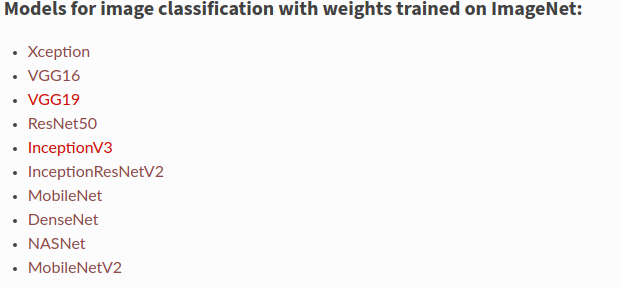 Models for image classification with weights trained on ImageNet:
Xception
VGG16
VGG19
ResNet50
InceptionV3
InceptionResNetV2
MobileNet
DenseNet
NASNet
MobileNetV2